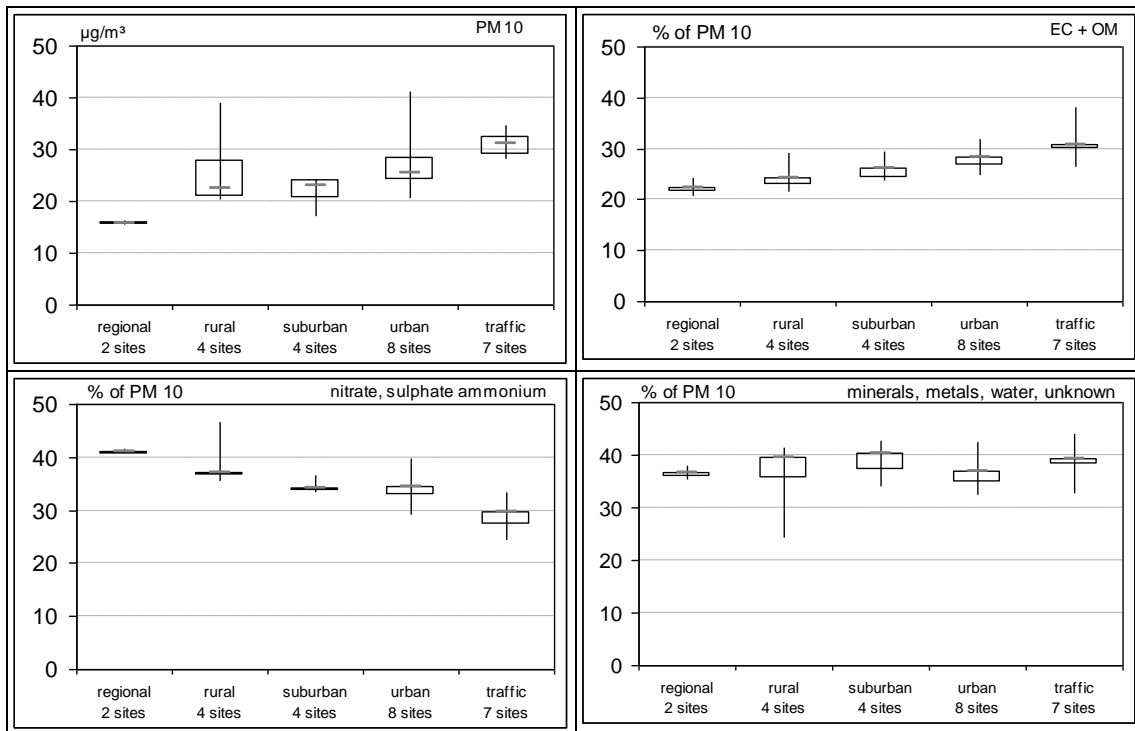 µg/m³ PM 10
50
40
30
20
10
0
regional rural suburban urban traffic
2 sites 4 sites 4 sites 8 sites 7 sites
% of PM 10 EC + OM
50
40
30
20
10
0
regional rural suburban urban traffic
2 sites 4 sites 4 sites 8 sites 7 sites
% of PM 10 nitrate, sulphate ammonium
50
40
30
20
10
0
regional rural suburban urban traffic
2 sites 4 sites 4 sites 8 sites 7 sites
% of PM 10 minerals, metals, water, unknown
50
40
30
20
10
0
regional rural suburban urban traffic
2 sites 4 sites 4 sites 8 sites 7 sites